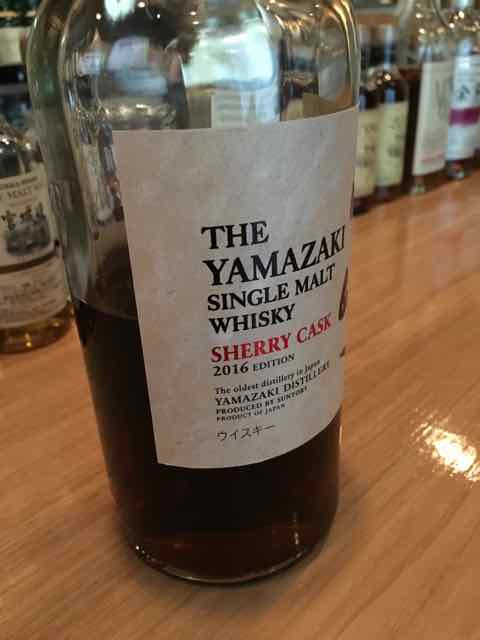 THE
YAMAZAKI
SINGLE MALT
WHISKY
SHERRY CASK
2016 EDITION
The oldest distillery in Japan
YAMAZAKI DISTILLERY
PRODUCED BY SUNTORY
PRODUCT OF JAPAN
ウイスキー
MALT